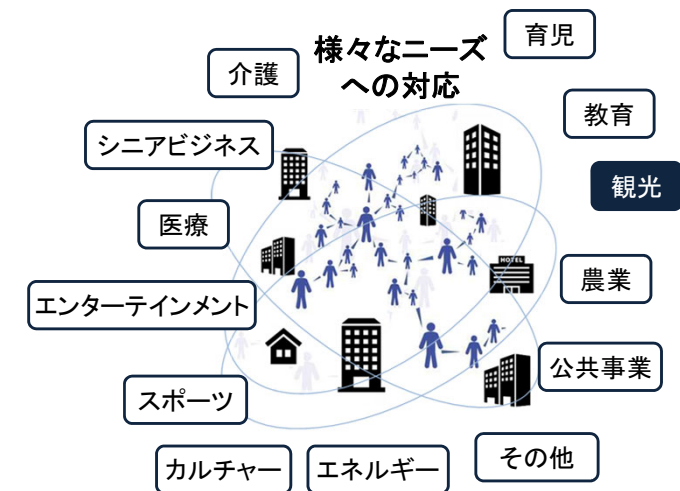 様々なニーズ
への対応
育児
介護
教育
シニアビジネス
観光
医療
HOTEL
農業
エンターテインメント
公共事業
スポーツ
その他
カルチャー
エネルギー